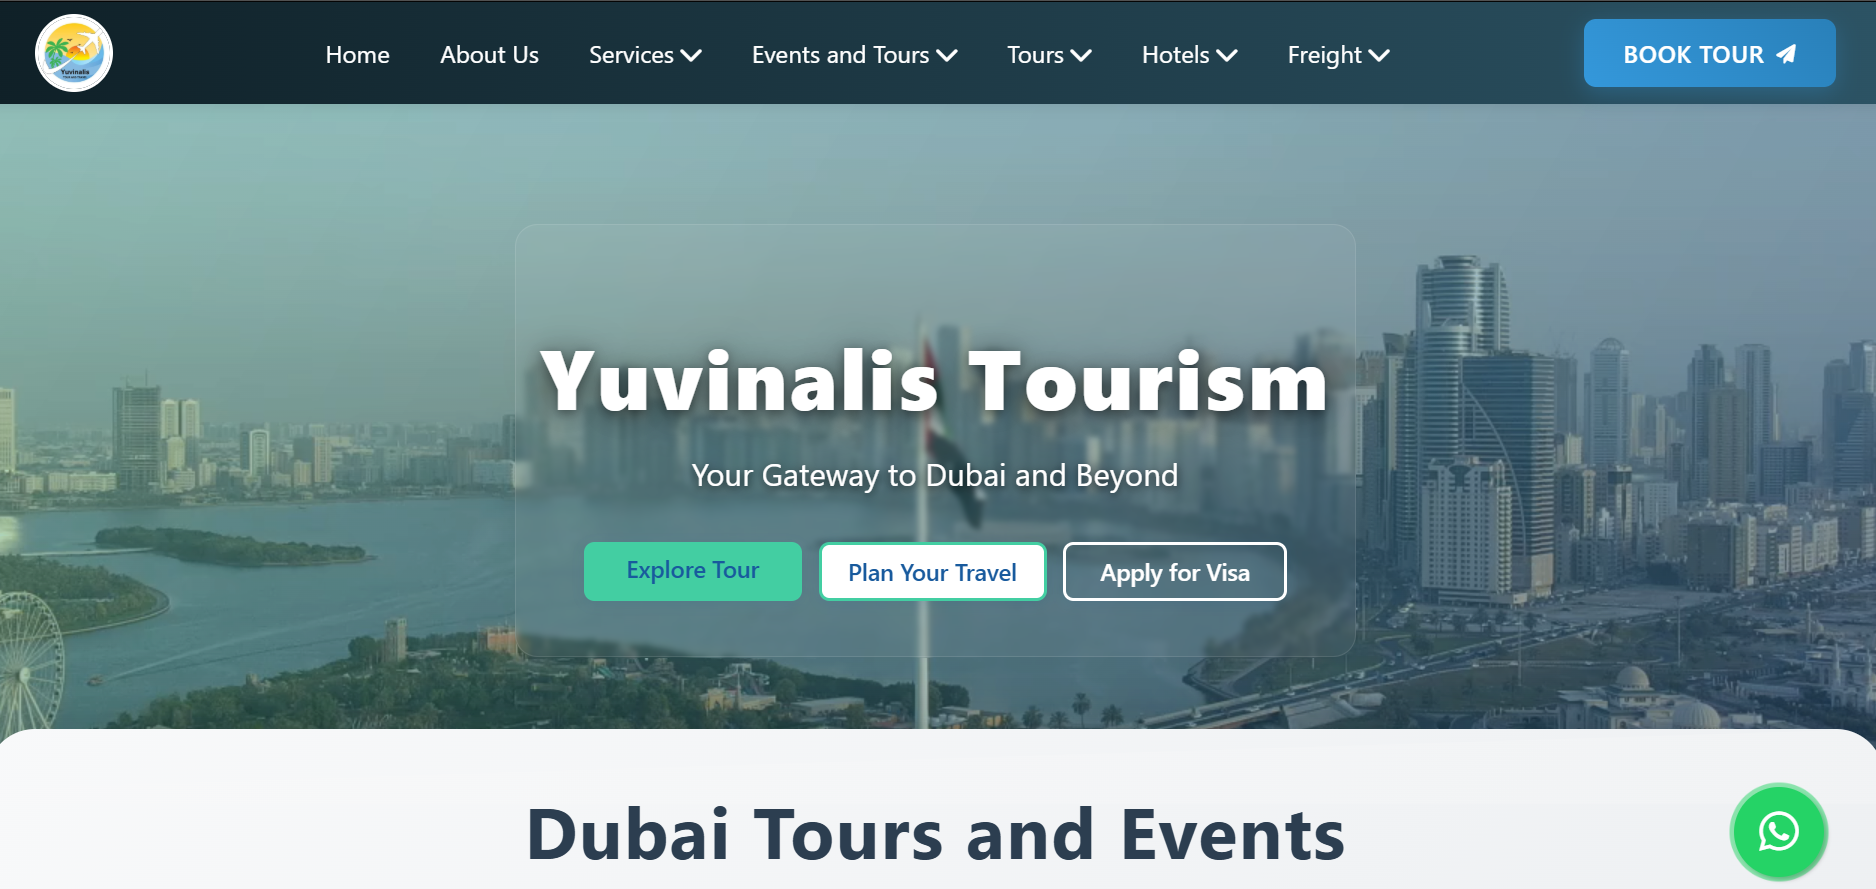 Yuvinalis
Home
About Us
Services
Events and Tours
Tours
Hotels
Freight
BOOK TOUR
Yuvinalis Tourism
Your Gateway to Dubai and Beyond
Explore Tour
Plan Your Travel
Apply for Visa
Dubai Tours and Events